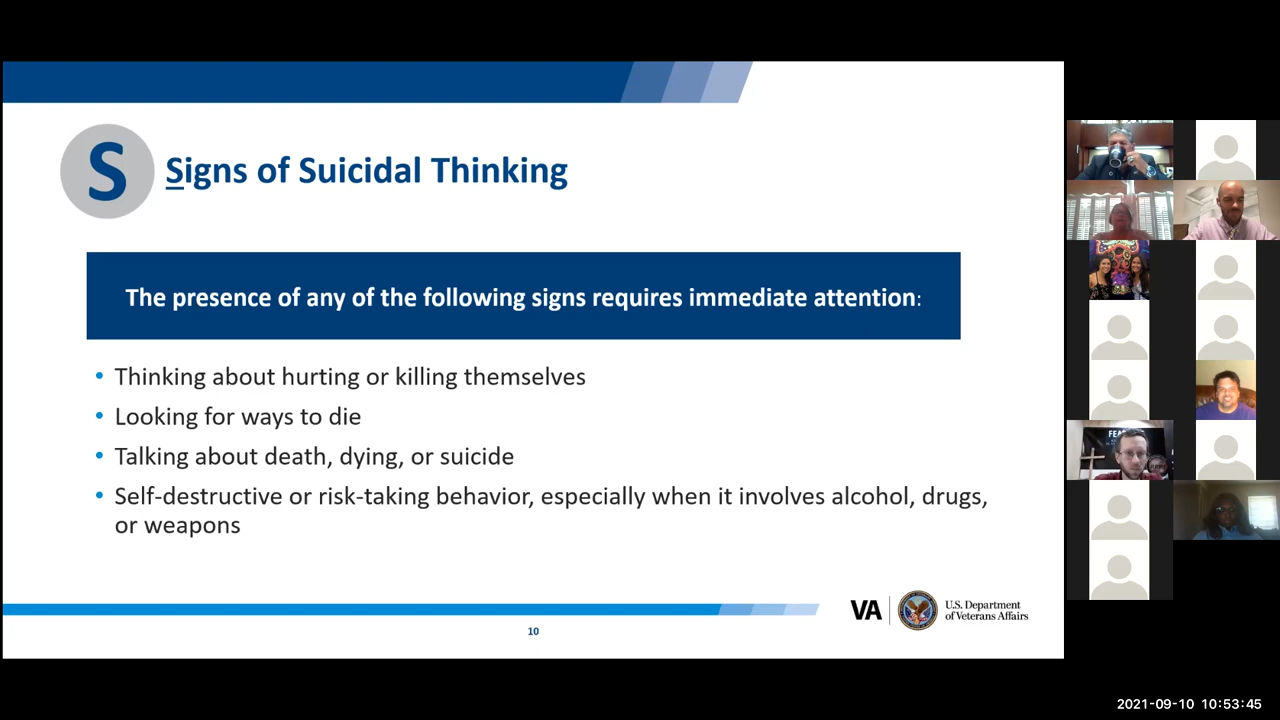 S
Signs of Suicidal Thinking
The presence of any of the following signs requires immediate attention:
• Thinking about hurting or killing themselves
• Looking for ways to die
• Talking about death, dying, or suicide
• Self-destructive or risk-taking behavior, especially when it involves alcohol, drugs,
or weapons
VA
U.S. Department
of Veterans Affairs
10
2021-09-10 10:53:45